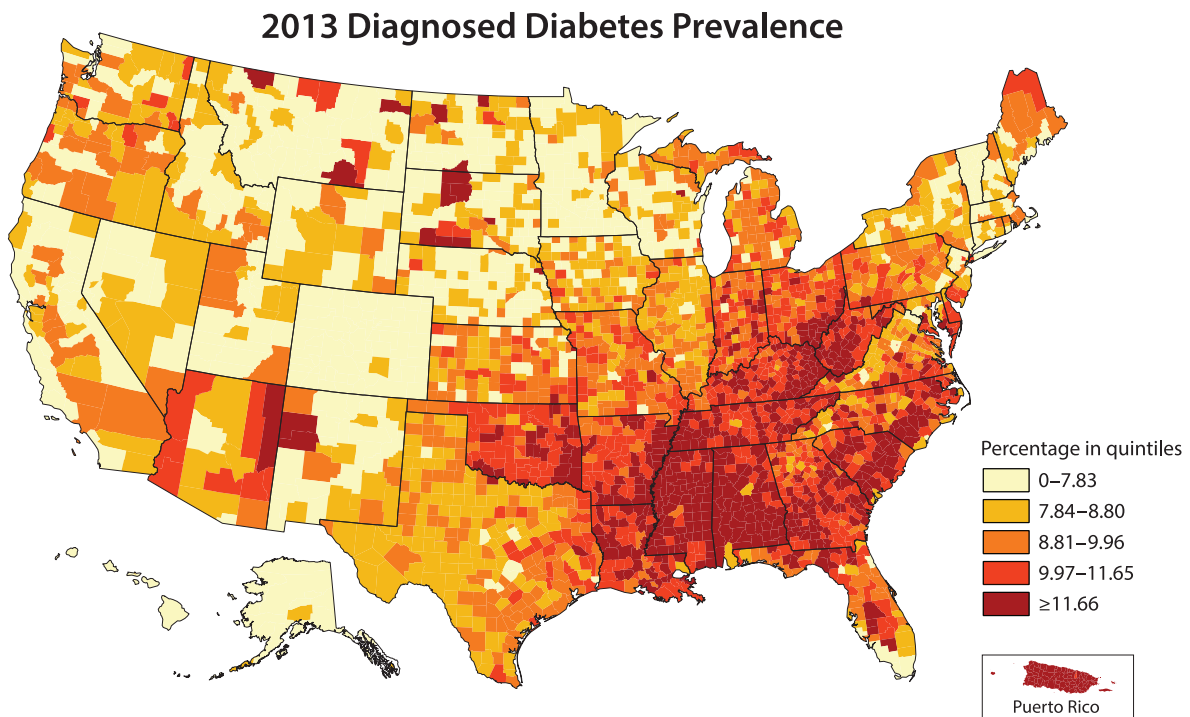 2013 Diagnosed Diabetes Prevalence
Percentage in quintiles
0–7.83
7.84–8.80
8.81–9.96
9.97–11.65
≥11.66
Puerto Rico